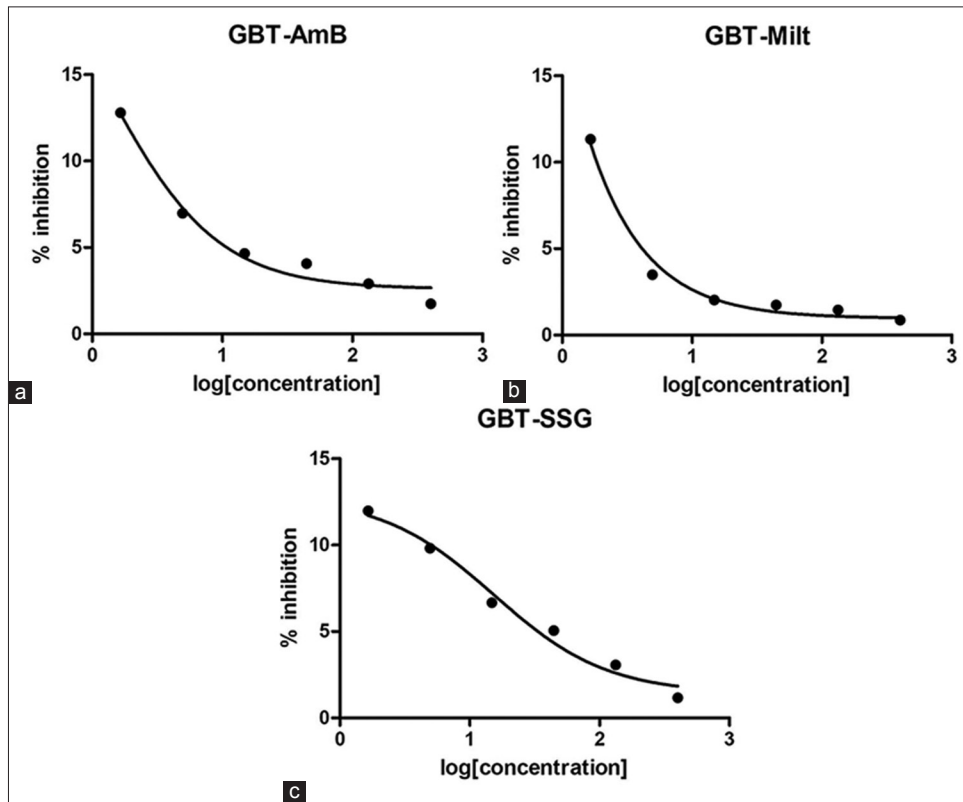 GBT-AmB
15
10
5
0
% inhibition
0 1 2 3
log[concentration]
a
GBT-Milt
15
10
5
0
% inhibition
0 1 2 3
log[concentration]
b
GBT-SSG
15
10
5
0
% inhibition
0 1 2 3
log[concentration]
c